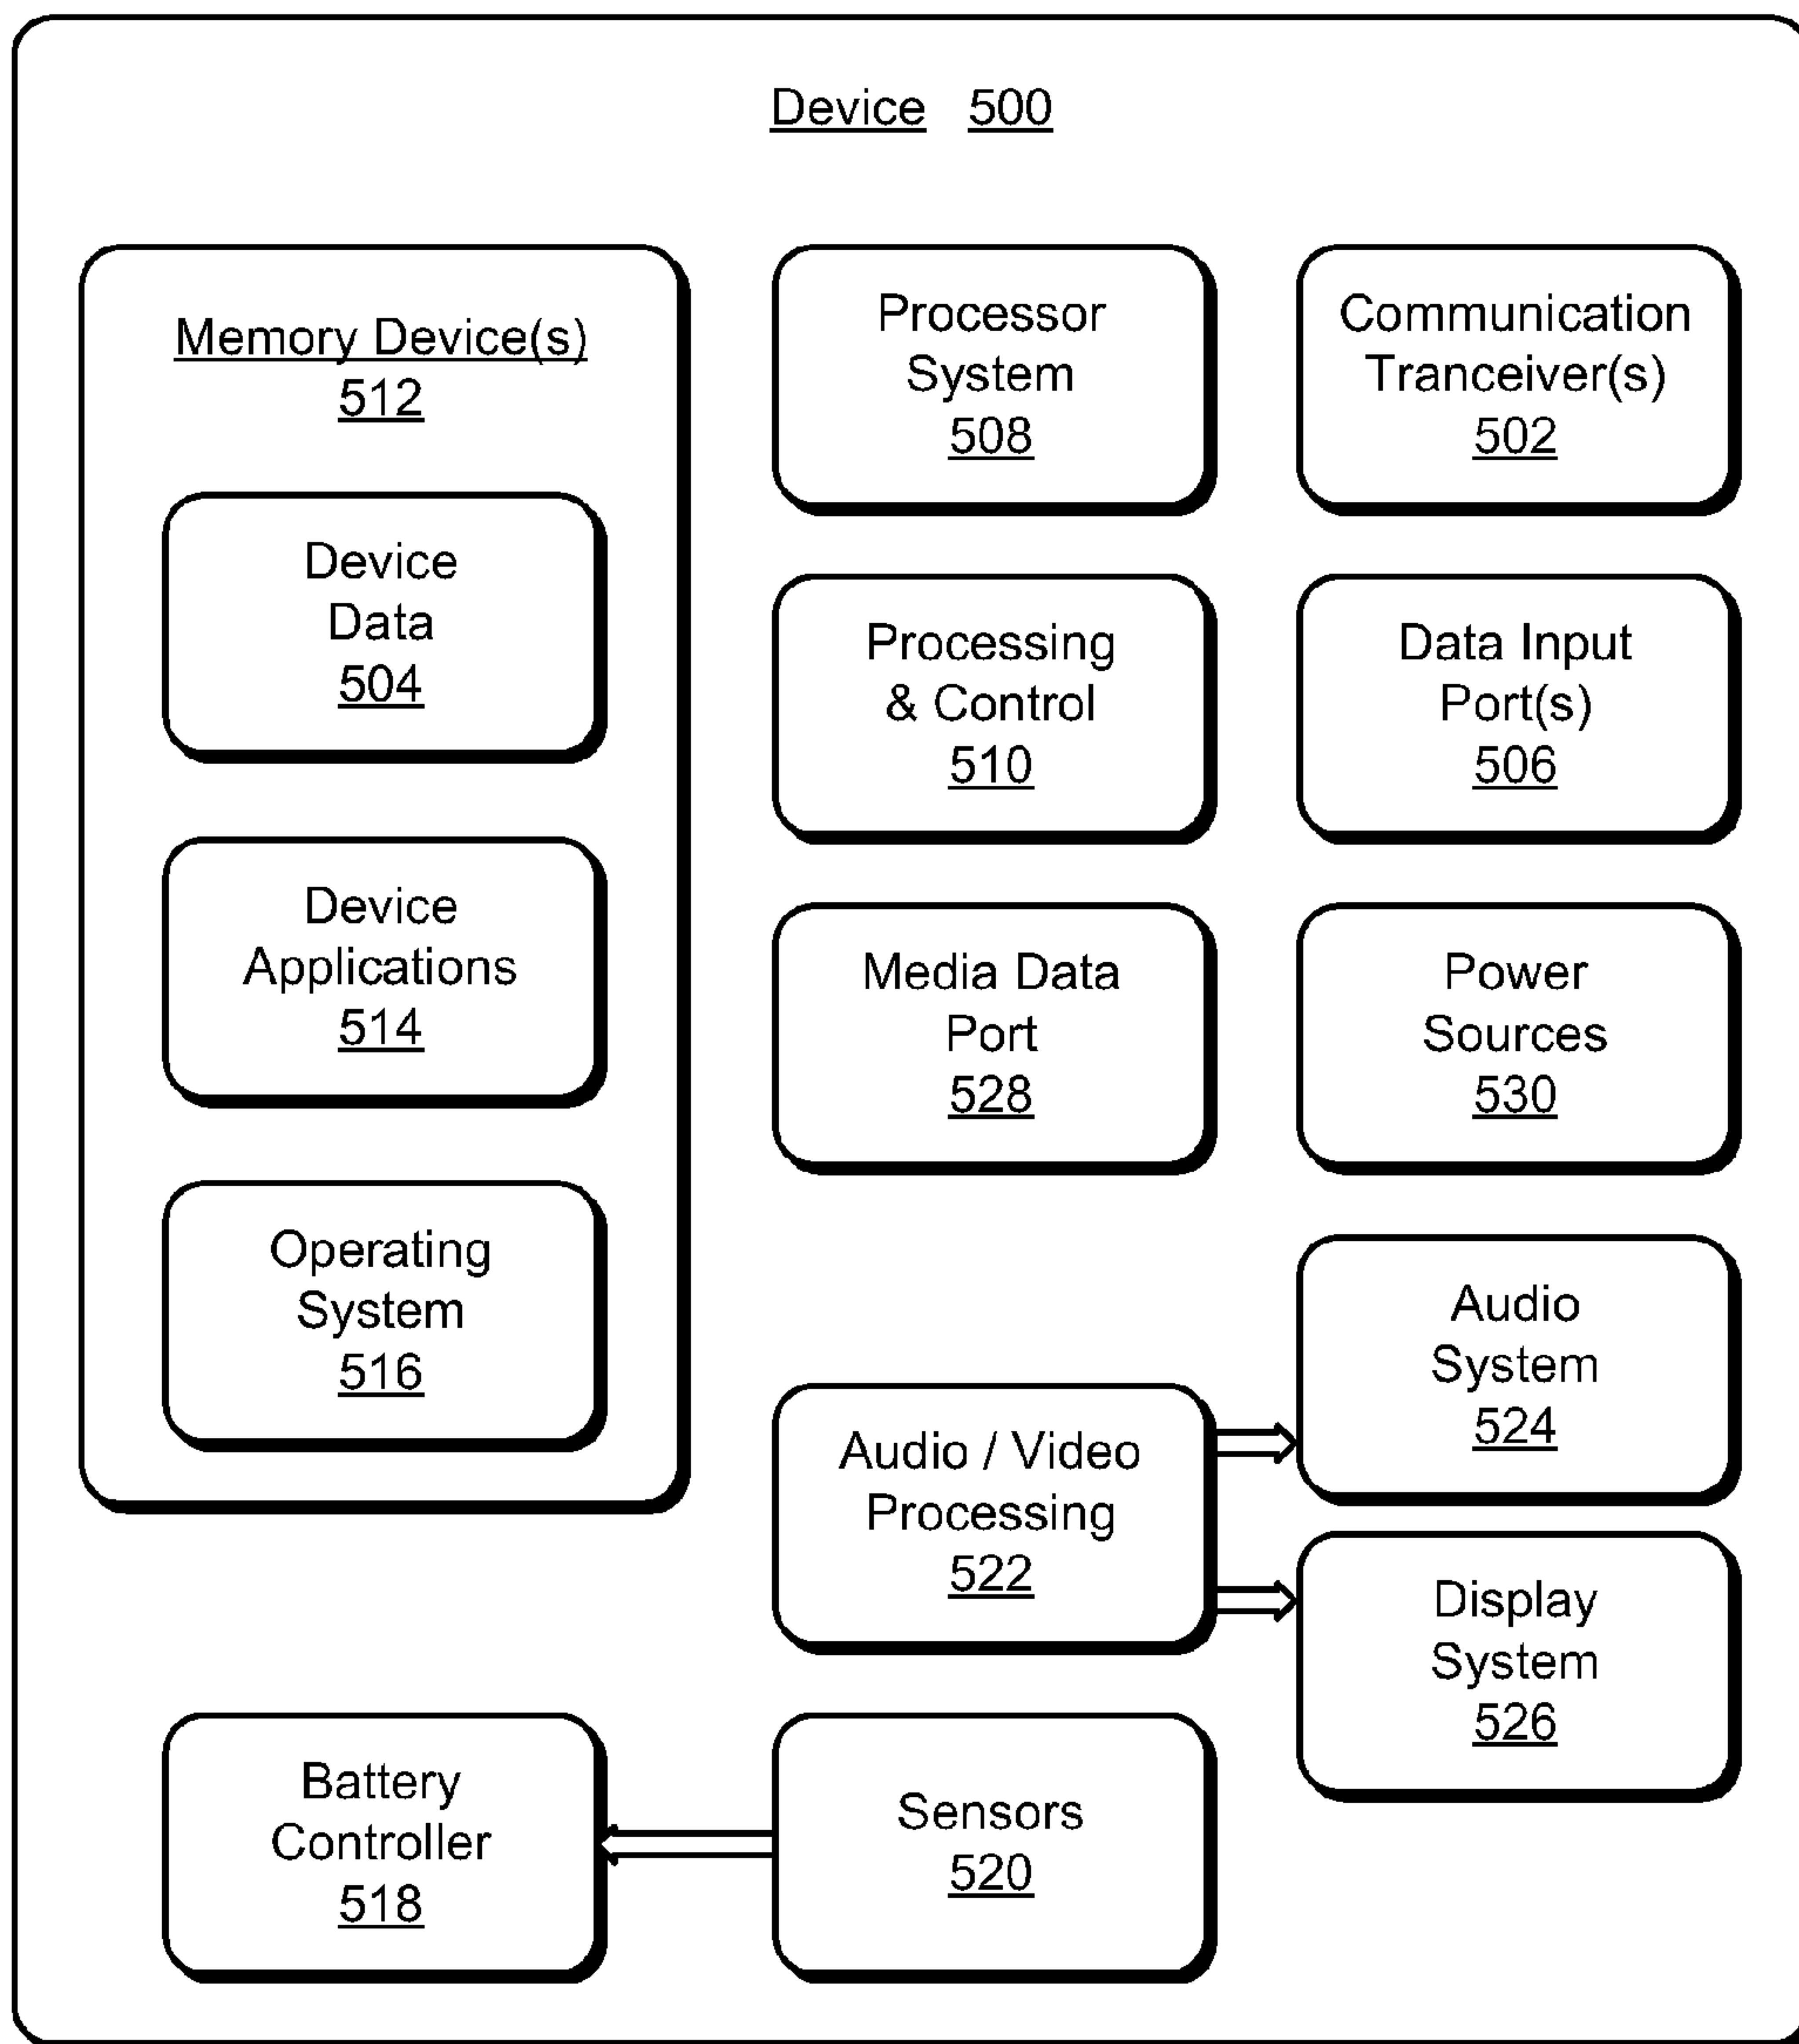 Device 500
Memory Device(s)
512
Device
Data
504
Device
Applications
514
Operating
System
516
Processor
System
508
Communication
Tranceiver(s)
502
Processing
& Control
510
Data Input
Port(s)
506
Media Data
Port
528
Power
Sources
530
Audio / Video
Processing
522
Audio
System
524
Display
System
526
Battery
Controller
518
Sensors
520